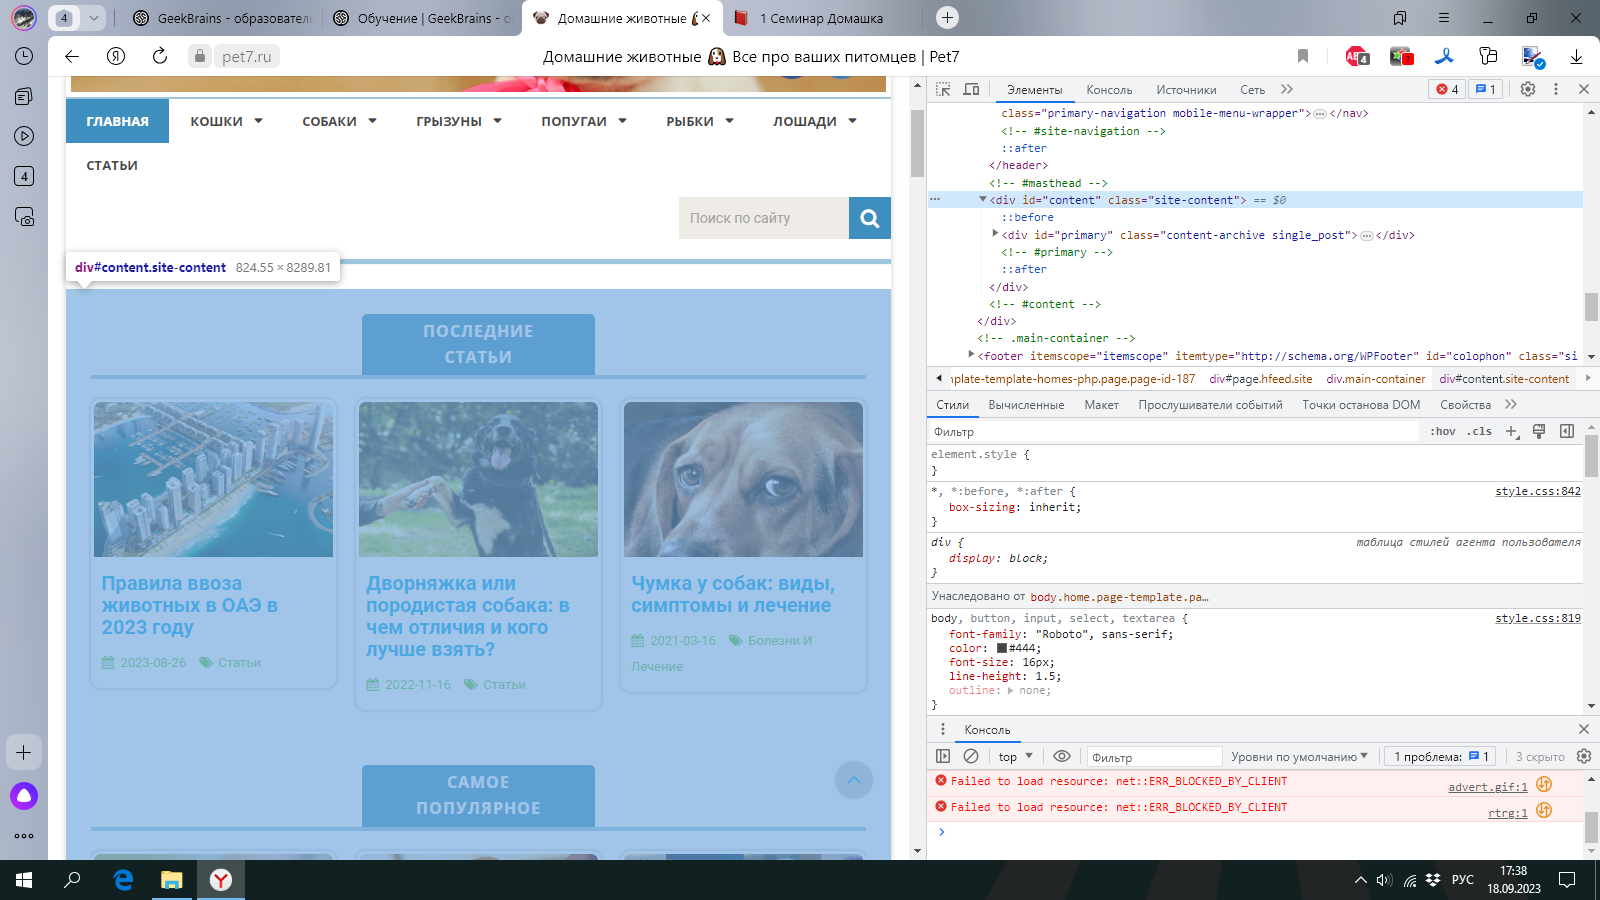 4
GeekBrains - образователь
Обучение | GeekBrains - о
Домашние животные
1 Семинар Домашка
pet7.ru
Домашние животные 🐶 Все про ваших питомцев | Pet7
4
2
4
ГЛАВНАЯ
КОШКИ
СОБАКИ
ГРЫЗУНЫ
ПОПУГАИ
РЫБКИ
ЛОШАДИ
СТАТЬИ
Поиск по сайту
div#content.site-content 824.55 × 8289.81
ПОСЛЕДНИЕ
СТАТЬИ
Правила ввоза
животных в ОАЭ в
2023 году
2023-08-26 Статьи
Дворняжка или
породистая собака: в
чем отличия и кого
лучше взять?
2022-11-16 Статьи
Чумка у собак: виды,
симптомы и лечение
2021-03-16 Болезни И
Лечение
САМОЕ
ПОПУЛЯРНОЕ
Элементы Консоль Источники Сеть
4 1
class="primary-navigation mobile-menu-wrapper">⋯</nav>
<!-- #site-navigation -->
::after
</header>
<!-- #masthead -->
<div id="content" class="site-content"> == $0
::before
<div id="primary" class="content-archive single_post">⋯</div>
<!-- #primary -->
::after
</div>
<!-- #content -->
</div>
<!-- .main-container -->
<footer itemscope="itemscope" itemtype="http://schema.org/WPFooter" id="colophon" class="si
nplate-template-homes-php.page.page-id-187 div#page.hfeed.site div.main-container div#content.site-content
Стили Вычисленные Макет Прослушиватели событий Точки останова DOM Свойства
Фильтр :hov .cls
element.style {
}
*, *:before, *:after { style.css:842
box-sizing: inherit;
}
div { таблица стилей агента пользователя
display: block;
}
Унаследовано от body.home.page-template.pa…
body, button, input, select, textarea { style.css:819
font-family: "Roboto", sans-serif;
color: #444;
font-size: 16px;
line-height: 1.5;
outline: none;
}
Консоль
top Фильтр Уровни по умолчанию 1 проблема: 1 3 скрыто
Failed to load resource: net::ERR_BLOCKED_BY_CLIENT advert.gif:1
Failed to load resource: net::ERR_BLOCKED_BY_CLIENT rtrg:1
РУС
17:38
18.09.2023